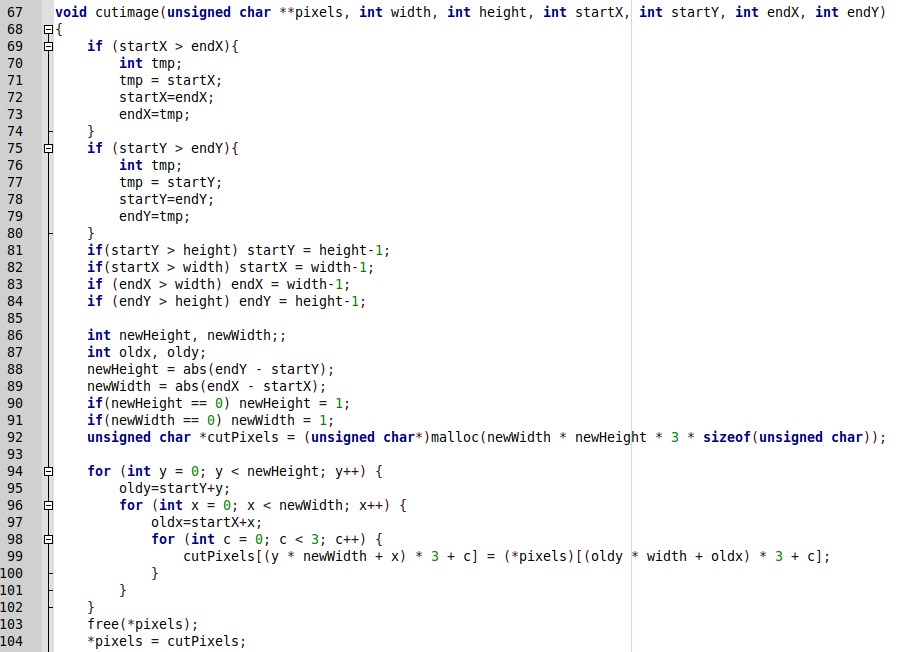 67 void cutimage(unsigned char **pixels, int width, int height, int startX, int startY, int endX, int endY)
68 {
69     if (startX > endX){
70         int tmp;
71         tmp = startX;
72         startX=endX;
73         endX=tmp;
74     }
75     if (startY > endY){
76         int tmp;
77         tmp = startY;
78         startY=endY;
79         endY=tmp;
80     }
81     if(startY > height) startY = height-1;
82     if(startX > width) startX = width-1;
83     if (endX > width) endX = width-1;
84     if (endY > height) endY = height-1;
85
86     int newHeight, newWidth;;
87     int oldx, oldy;
88     newHeight = abs(endY - startY);
89     newWidth = abs(endX - startX);
90     if(newHeight == 0) newHeight = 1;
91     if(newWidth == 0) newWidth = 1;
92     unsigned char *cutPixels = (unsigned char*)malloc(newWidth * newHeight * 3 * sizeof(unsigned char));
93
94     for (int y = 0; y < newHeight; y++) {
95         oldy=startY+y;
96         for (int x = 0; x < newWidth; x++) {
97             oldx=startX+x;
98             for (int c = 0; c < 3; c++) {
99                 cutPixels[(y * newWidth + x) * 3 + c] = (*pixels)[(oldy * width + oldx) * 3 + c];
100             }
101         }
102     }
103     free(*pixels);
104     *pixels = cutPixels;